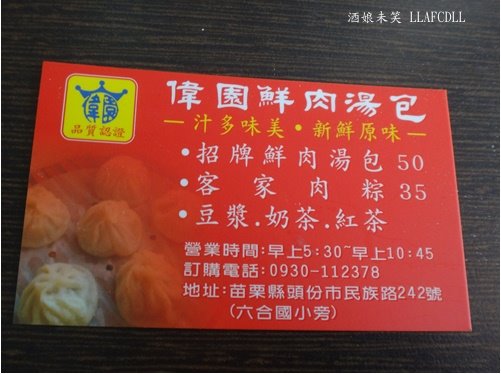 酒娘未笑 LLAFCDLL
偉園
品質認證
偉園鮮肉湯包
—汁多味美•新鮮原味—
•招牌鮮肉湯包 50
•客家肉粽 35
•豆漿.奶茶.紅茶
營業時間:早上5:30~早上10:45
訂購電話:0930-112378
地址:苗栗縣頭份市民族路242號
(六合國小旁)